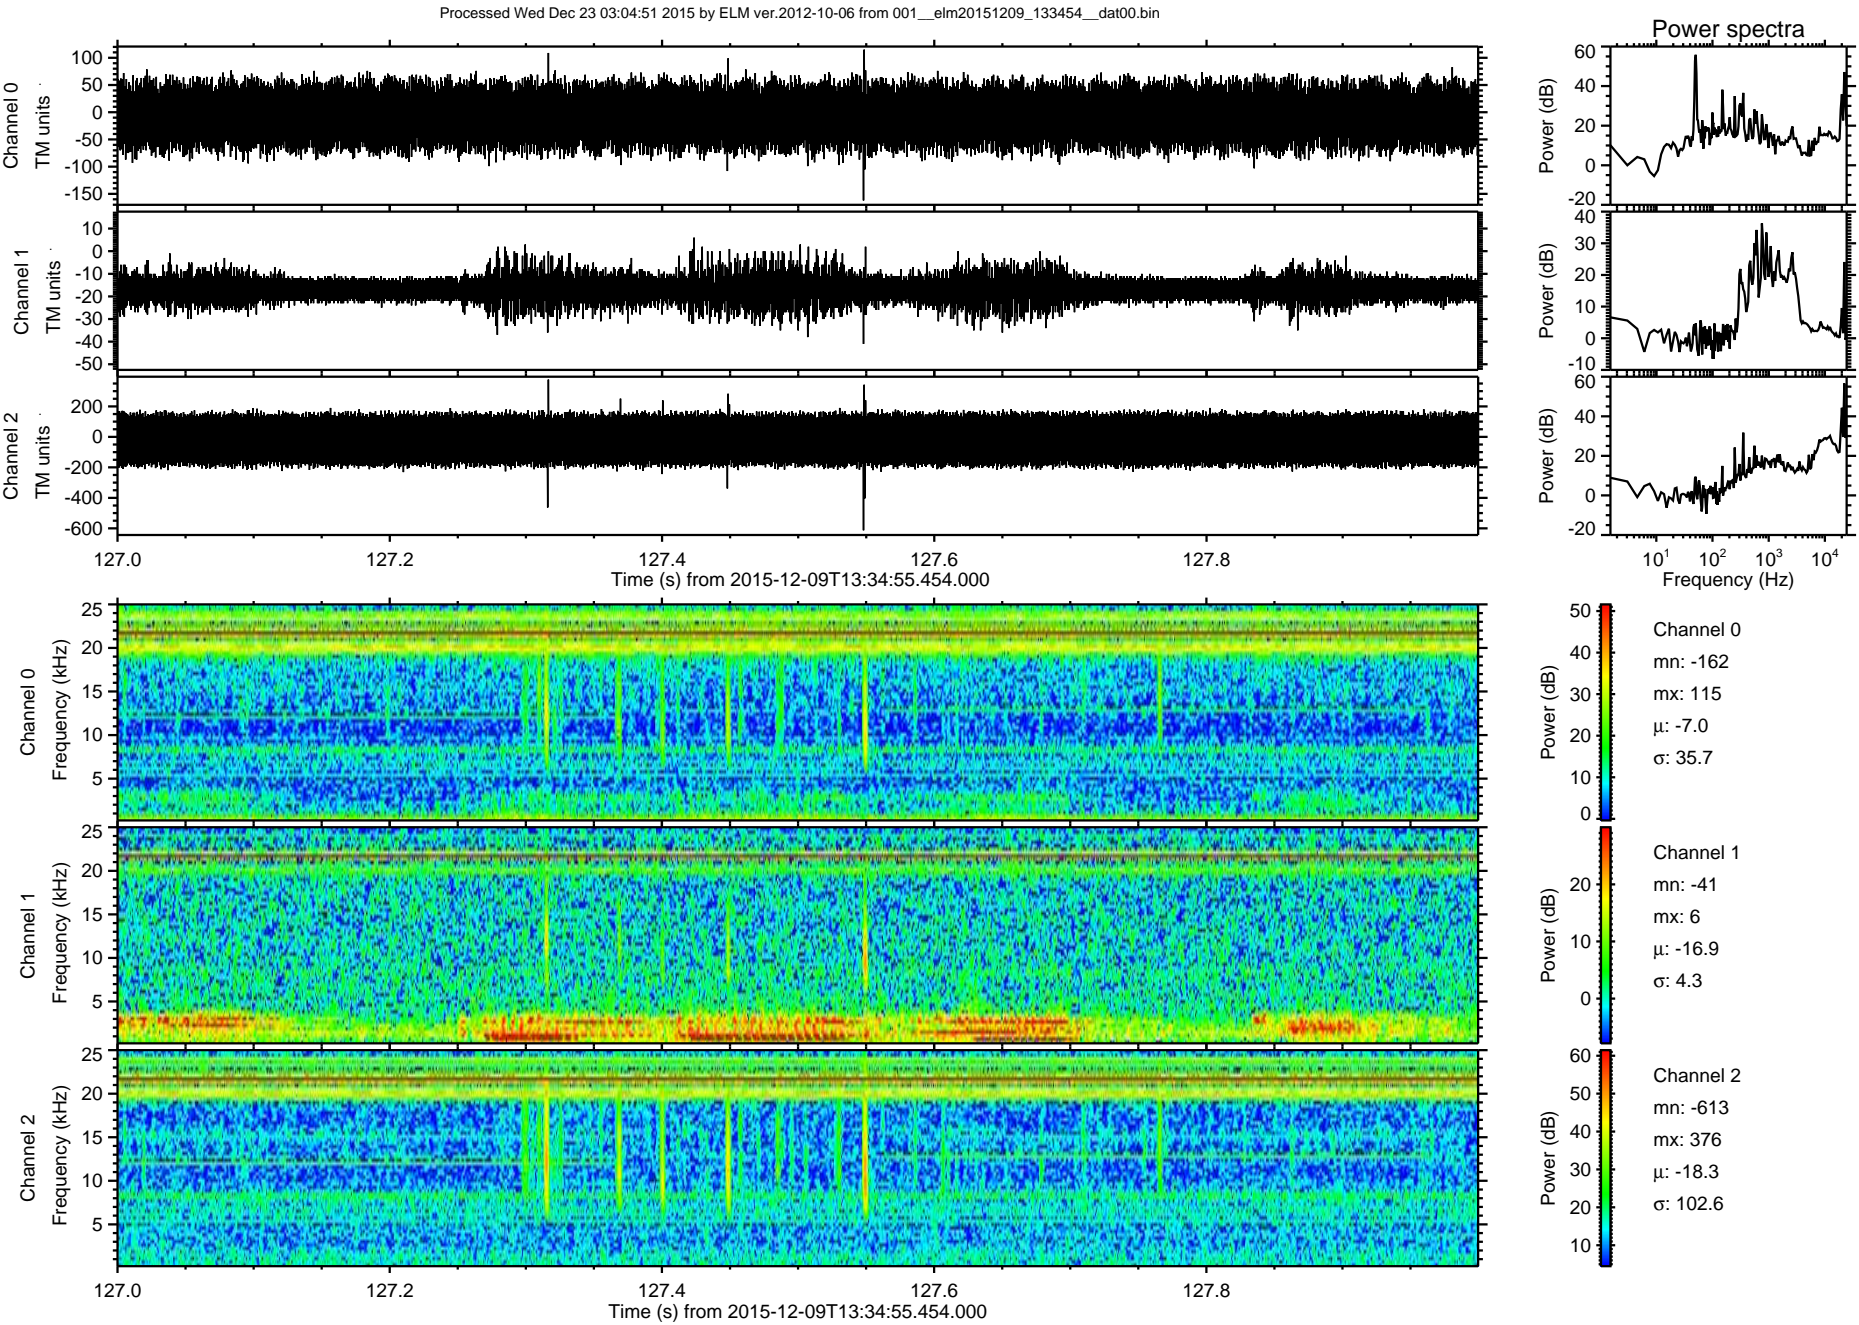 Processed Wed Dec 23 03:04:51 2015 by ELM ver.2012-10-06 from 001__elm20151209_133454__dat00.bin
Power spectra
Channel 0
TM units
100
50
0
-50
-100
-150
Power (dB)
60
40
20
0
-20
Channel 1
TM units
10
0
-10
-20
-30
-40
-50
Power (dB)
40
30
20
10
0
-10
Channel 2
TM units
200
0
-200
-400
-600
Power (dB)
60
40
20
0
-20
127.0 127.2 127.4 127.6 127.8
Time (s) from 2015-12-09T13:34:55.454.000
10^1 10^2 10^3 10^4
Frequency (Hz)
Channel 0
Frequency (kHz)
25
20
15
10
5
Power (dB)
50
40
30
20
10
0
Channel 0
mn: -162
mx: 115
μ: -7.0
σ: 35.7
Channel 1
Frequency (kHz)
25
20
15
10
5
Power (dB)
20
10
0
Channel 1
mn: -41
mx: 6
μ: -16.9
σ: 4.3
Channel 2
Frequency (kHz)
25
20
15
10
5
Power (dB)
60
50
40
30
20
10
Channel 2
mn: -613
mx: 376
μ: -18.3
σ: 102.6
127.0 127.2 127.4 127.6 127.8
Time (s) from 2015-12-09T13:34:55.454.000